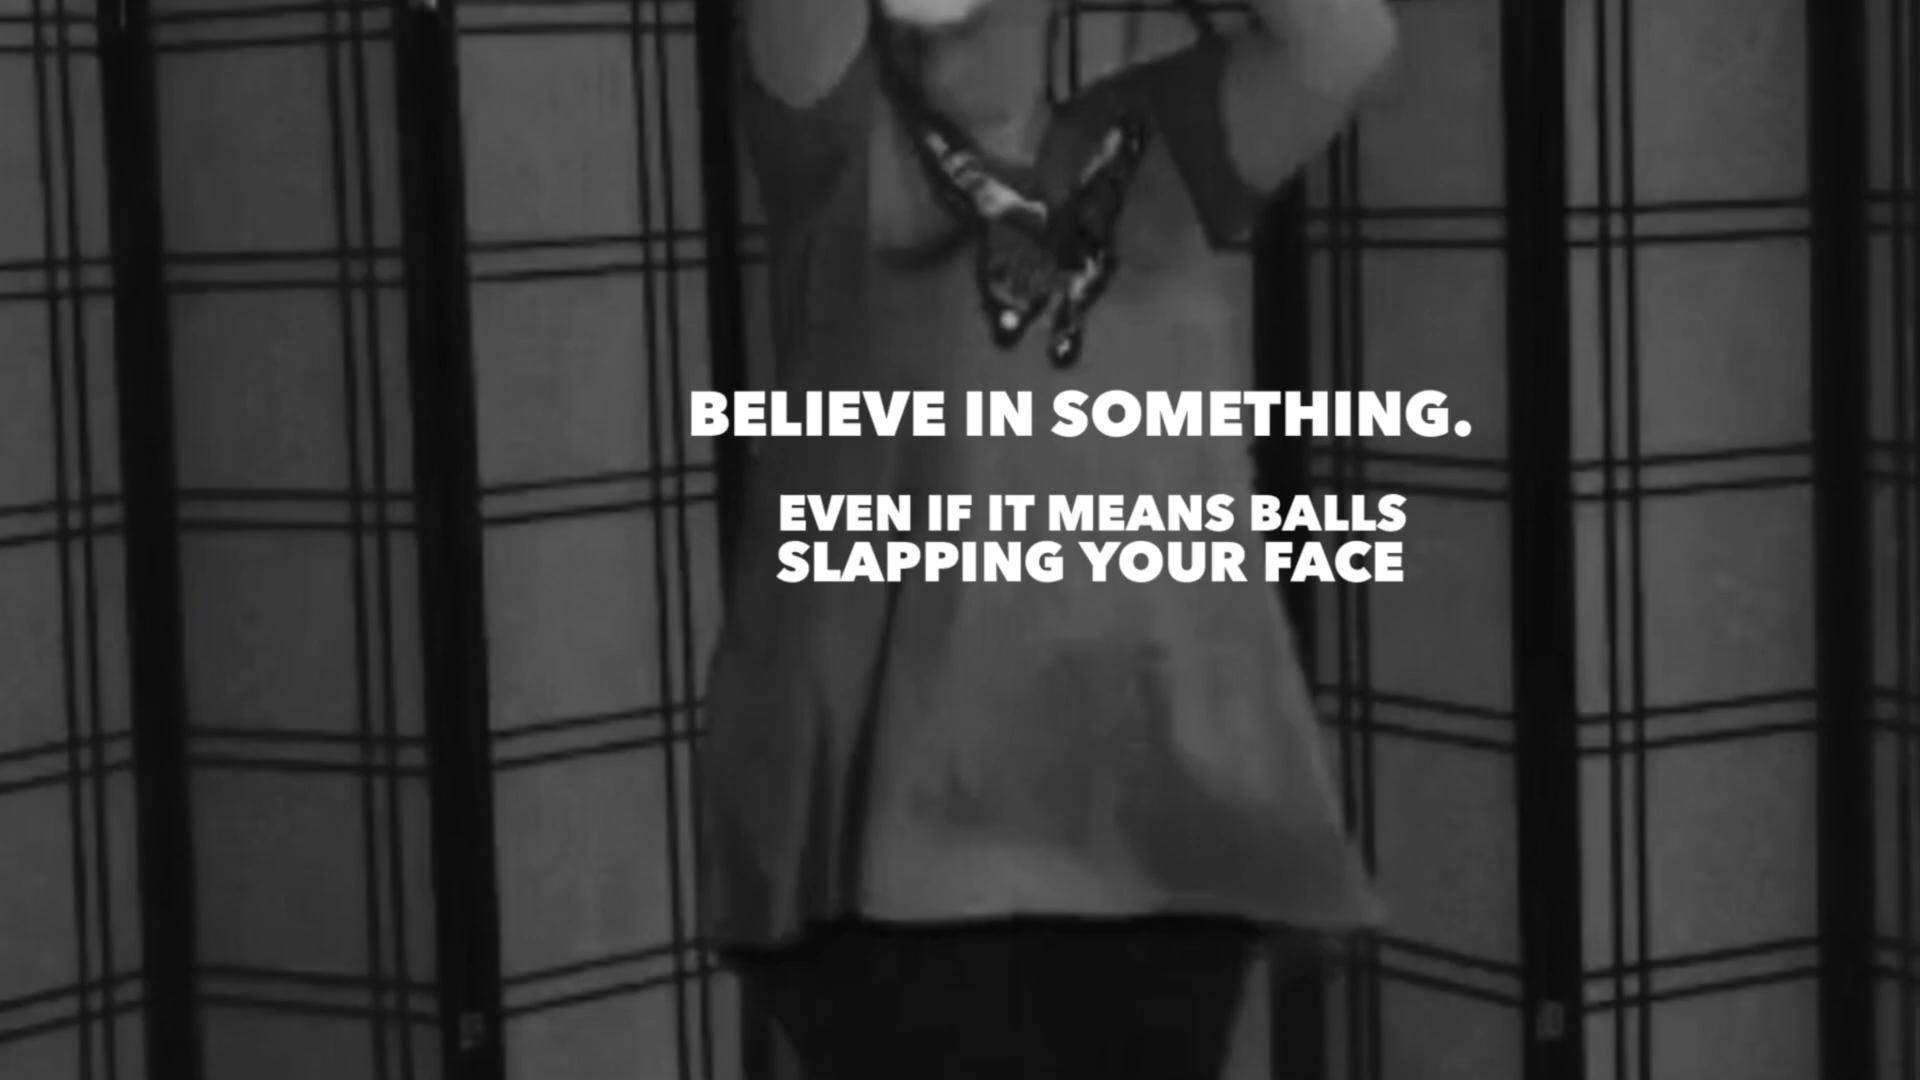 BELIEVE IN SOMETHING.
EVEN IF IT MEANS BALLS
SLAPPING YOUR FACE